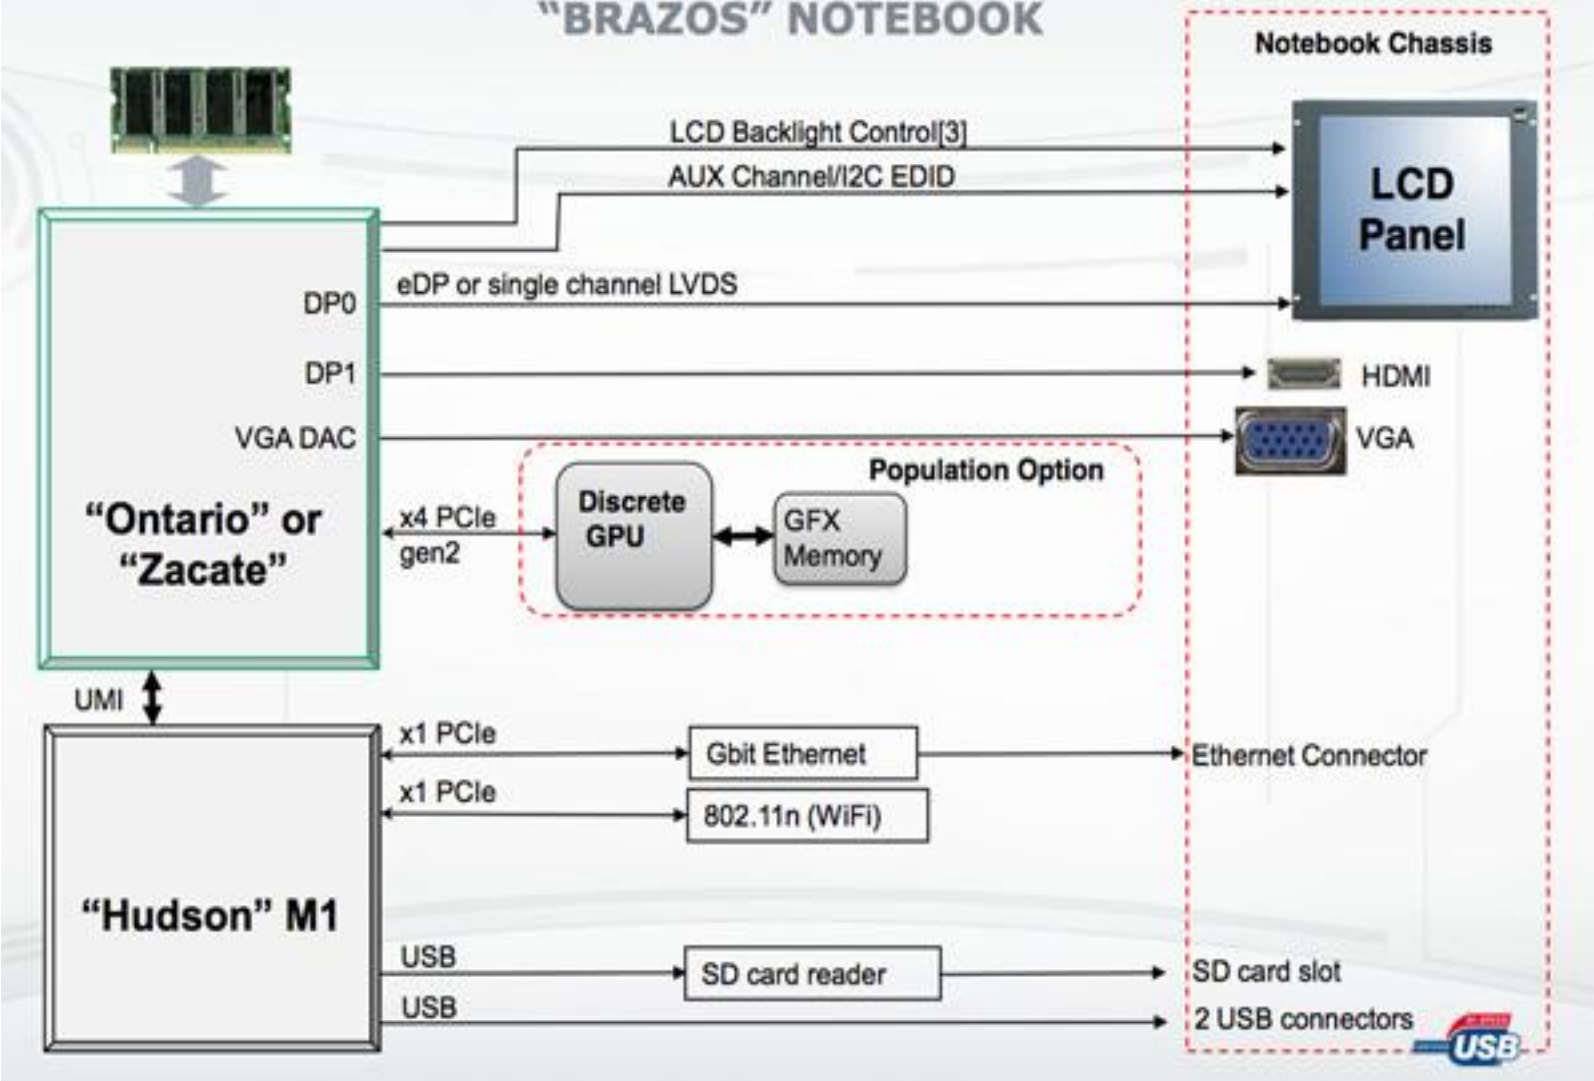 “BRAZOS” NOTEBOOK
Notebook Chassis
LCD Backlight Control[3]
AUX Channel/I2C EDID
LCD
Panel
eDP or single channel LVDS
DP0
DP1
HDMI
VGA DAC
VGA
Population Option
Discrete
GPU
GFX
Memory
x4 PCIe
gen2
“Ontario” or
“Zacate”
UMI
x1 PCIe
Gbit Ethernet
Ethernet Connector
x1 PCIe
802.11n (WiFi)
“Hudson” M1
USB
SD card reader
SD card slot
USB
2 USB connectors
USB